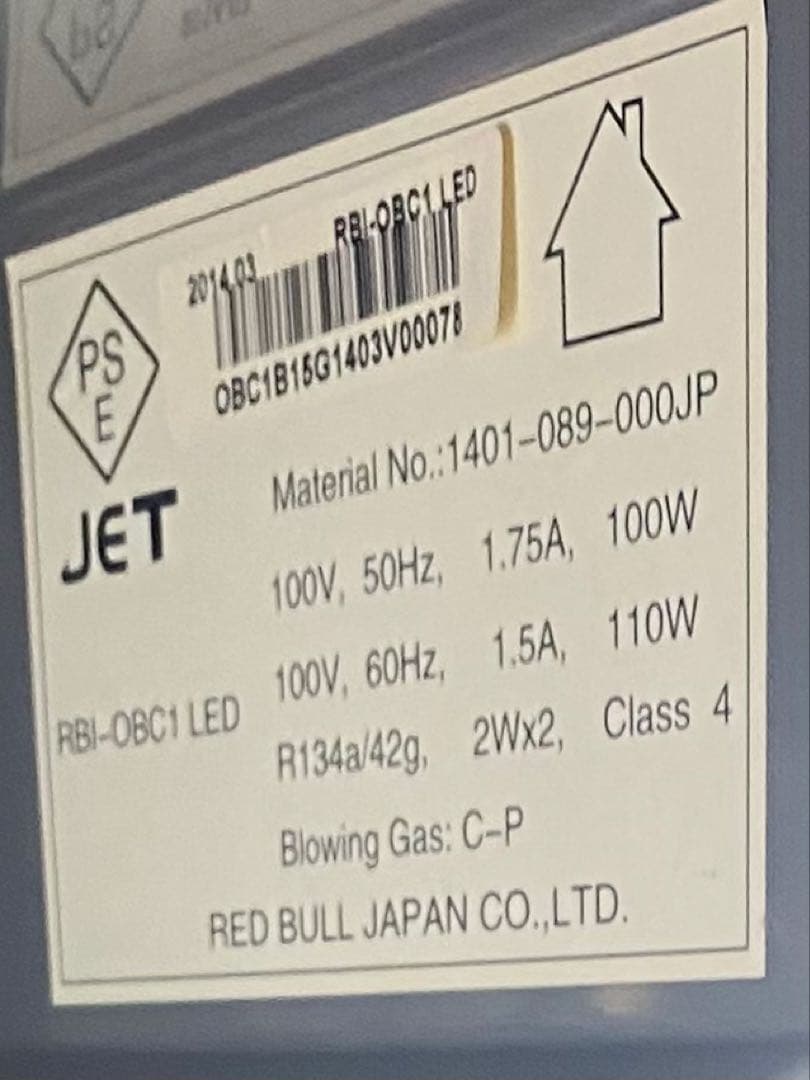 2014.03
RBI-OBC1 LED
OBC1B15G1403V00078
PS
E
JET
Material No.:1401-089-000JP
100V, 50Hz, 1.75A, 100W
100V, 60Hz, 1.5A, 110W
RBI-OBC1 LED
R134a/42g, 2Wx2, Class 4
Blowing Gas: C-P
RED BULL JAPAN CO.,LTD.